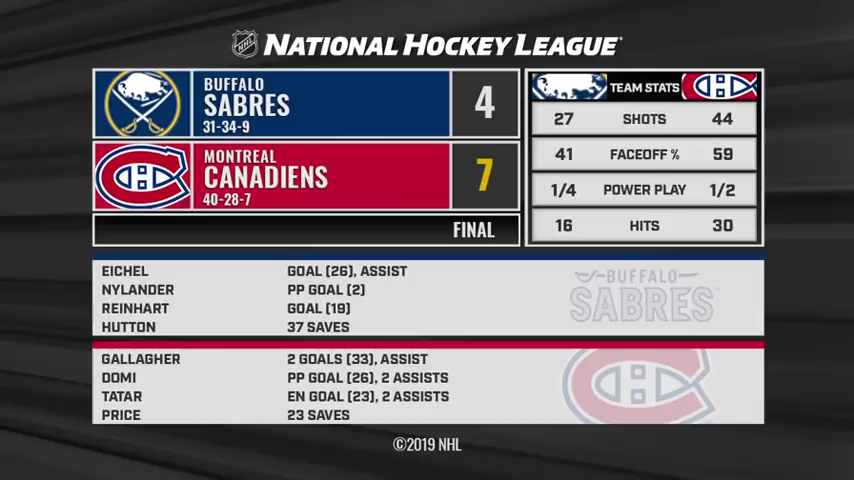 NHL NATIONAL HOCKEY LEAGUE
BUFFALO
SABRES
31-34-9
4
MONTREAL
CANADIENS
40-28-7
7
FINAL
TEAM STATS
27 SHOTS 44
41 FACEOFF % 59
1/4 POWER PLAY 1/2
16 HITS 30
EICHEL GOAL (26), ASSIST
NYLANDER PP GOAL (2)
REINHART GOAL (19)
HUTTON 37 SAVES
BUFFALO
SABRES
GALLAGHER 2 GOALS (33), ASSIST
DOMI PP GOAL (26), 2 ASSISTS
TATAR EN GOAL (23), 2 ASSISTS
PRICE 23 SAVES
©2019 NHL